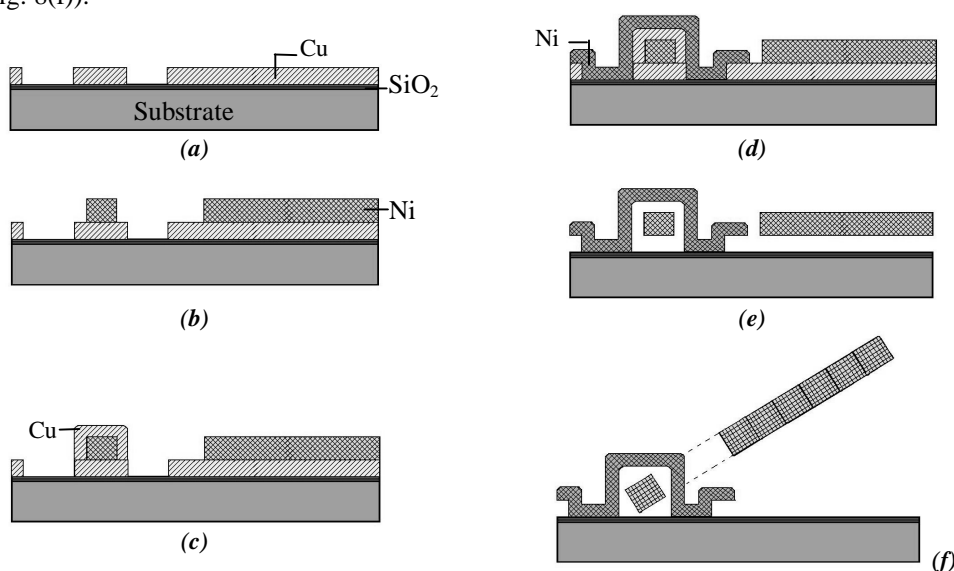 Fig. 8(f)).
Cu
SiO2
Substrate
(a)
Ni
(b)
Cu
(c)
Ni
(d)
(e)
(f)